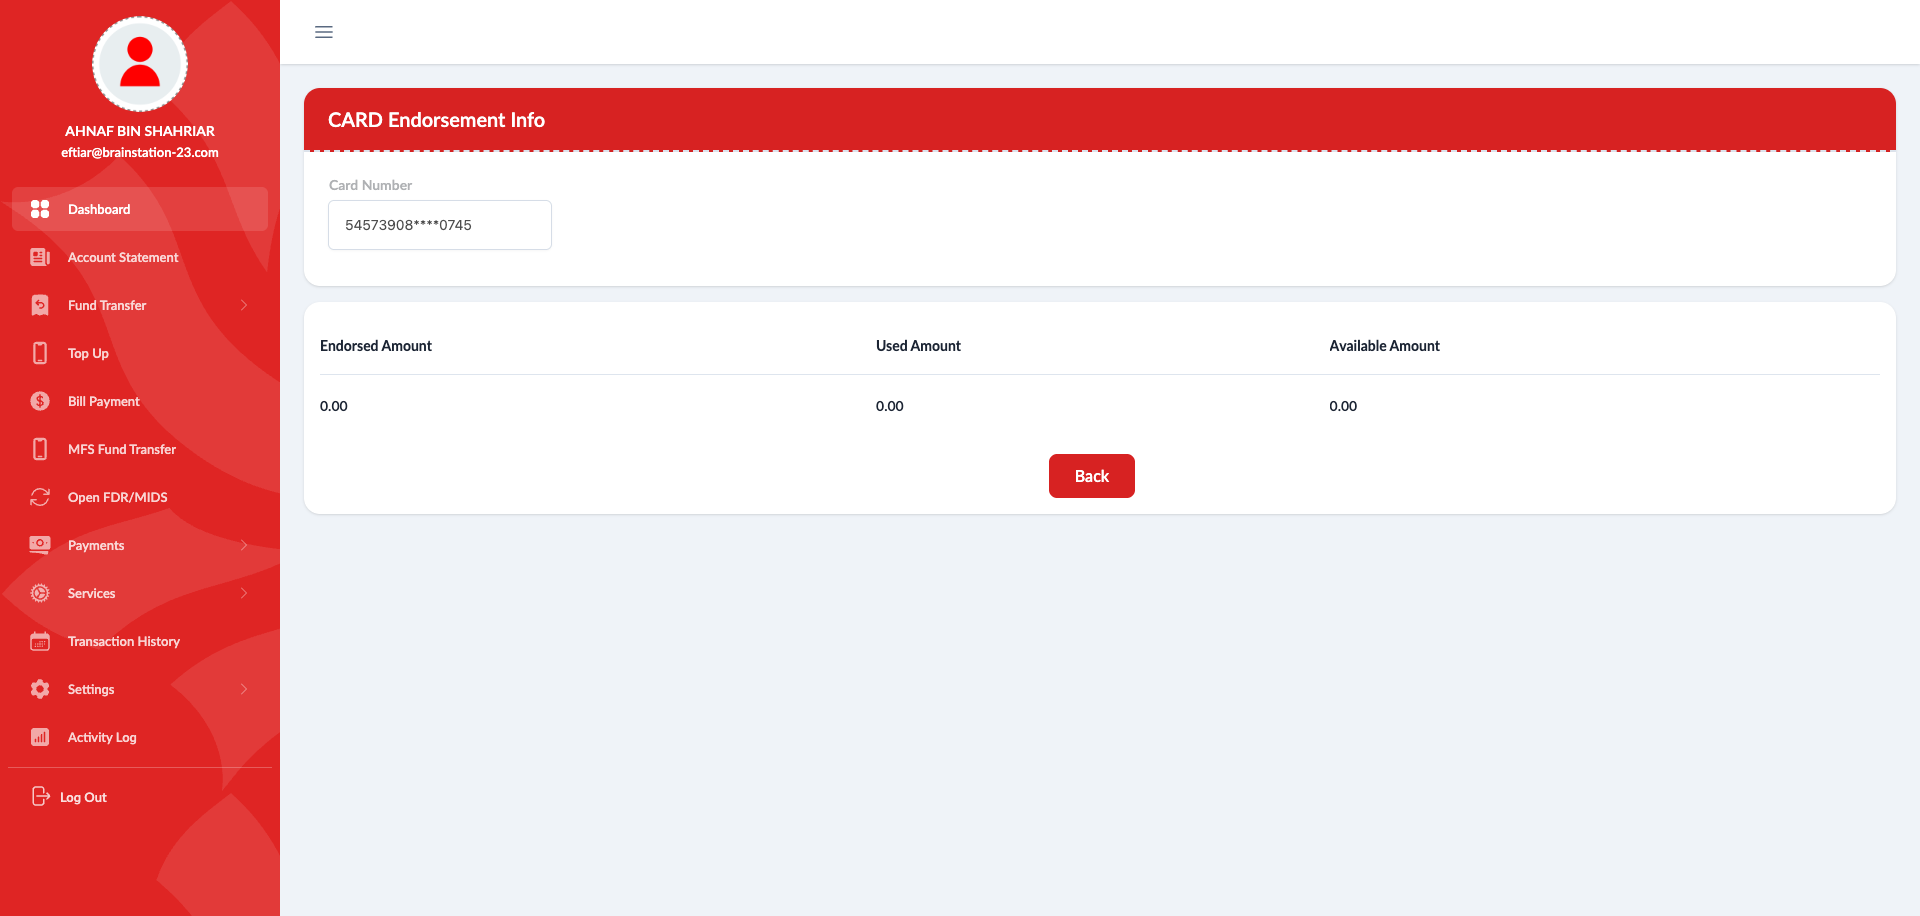 AHNAF BIN SHAHRIAR
eftiar@brainstation-23.com
Dashboard
Account Statement
Fund Transfer
Top Up
Bill Payment
MFS Fund Transfer
Open FDR/MIDS
Payments
Services
Transaction History
Settings
Activity Log
Log Out
CARD Endorsement Info
Card Number
54573908****0745
Endorsed Amount Used Amount Available Amount
0.00 0.00 0.00
Back